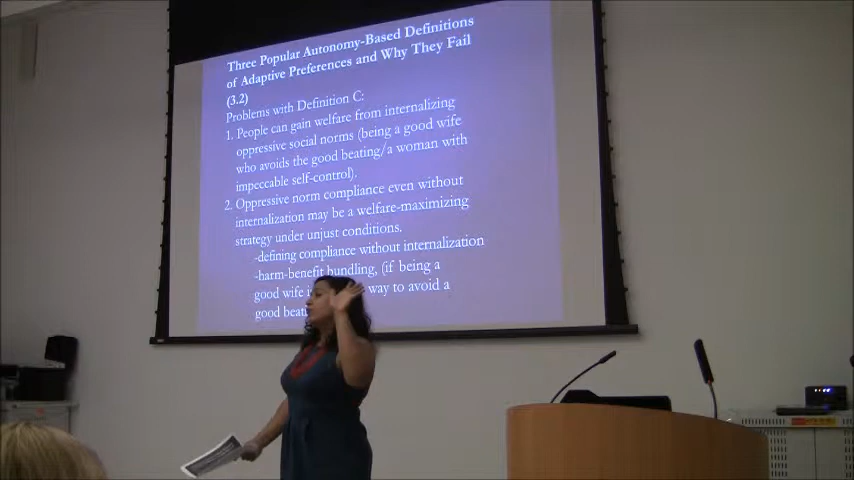 Three Popular Autonomy-Based Definitions
of Adaptive Preferences and Why They Fail
(3.2)
Problems with Definition C:
1. People can gain welfare from internalizing
oppressive social norms (being a good wife
who avoids the good beating/a woman with
impeccable self-control).
2. Oppressive norm compliance even without
internalization may be a welfare-maximizing
strategy under unjust conditions.
-defining compliance without internalization
-harm-benefit bundling, (if being a
good wife way to avoid a
good